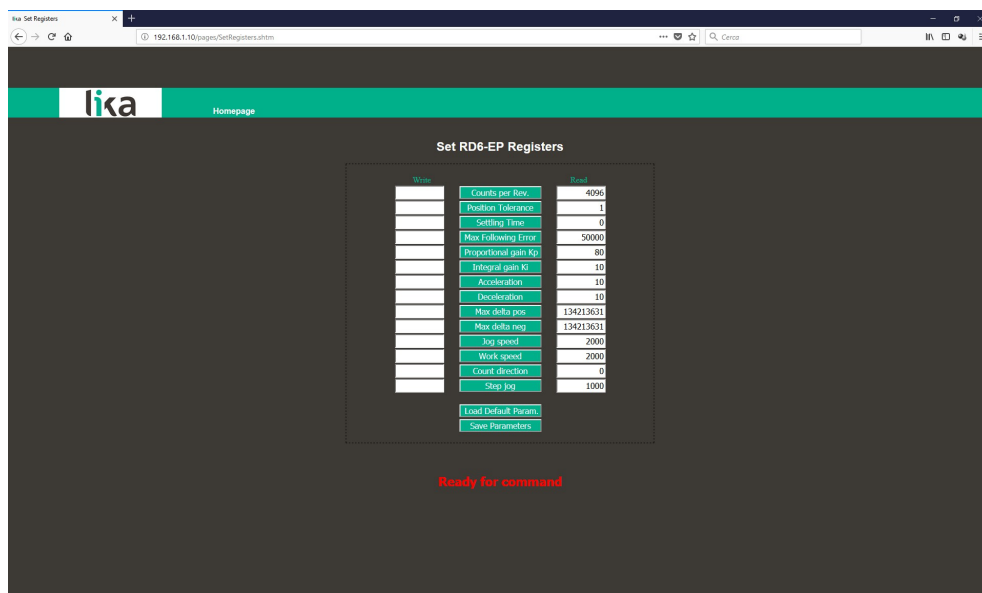 lika Set Registers
192.168.1.10/pages/SetRegisters.shtm
Cerca
lika
Homepage
Set RD6-EP Registers
Write Read
Counts per Rev. 4096
Position Tolerance 1
Settling Time 0
Max Following Error 50000
Proportional gain Kp 80
Integral gain Ki 10
Acceleration 10
Deceleration 10
Max delta pos 134213631
Max delta neg 134213631
Jog speed 2000
Work speed 2000
Count direction 0
Step jog 1000
Load Default Param.
Save Parameters
Ready for command